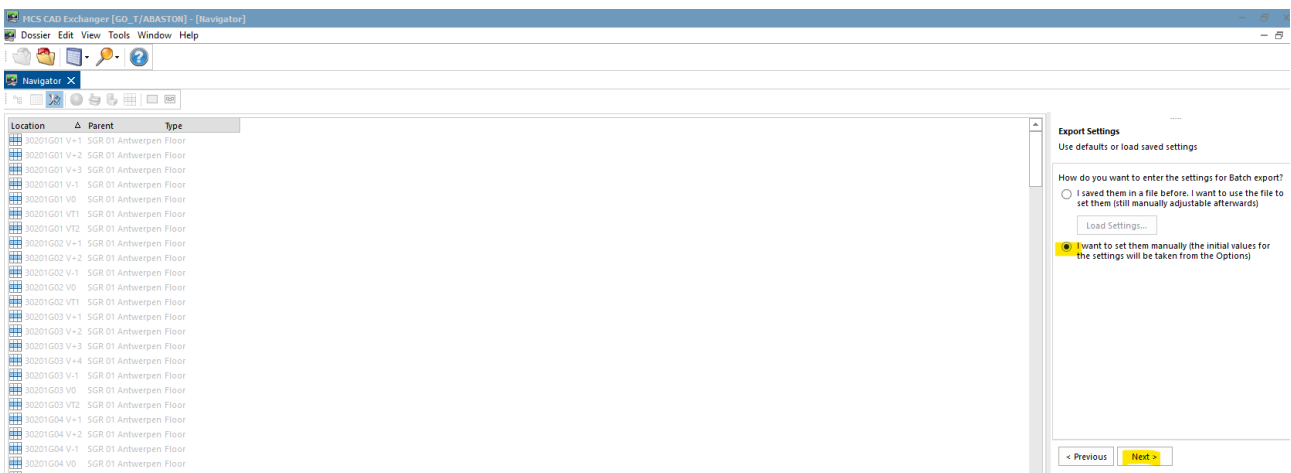 MCS CAD Exchanger [GO_T/ABASTON] - [Navigator]
Dossier Edit View Tools Window Help
Navigator
Location Parent Type
30201G01 V+1 SGR 01 Antwerpen Floor
30201G01 V+2 SGR 01 Antwerpen Floor
30201G01 V+3 SGR 01 Antwerpen Floor
30201G01 V-1 SGR 01 Antwerpen Floor
30201G01 V0 SGR 01 Antwerpen Floor
30201G01 VT1 SGR 01 Antwerpen Floor
30201G01 VT2 SGR 01 Antwerpen Floor
30201G02 V+1 SGR 01 Antwerpen Floor
30201G02 V+2 SGR 01 Antwerpen Floor
30201G02 V-1 SGR 01 Antwerpen Floor
30201G02 V0 SGR 01 Antwerpen Floor
30201G02 VT1 SGR 01 Antwerpen Floor
30201G03 V+1 SGR 01 Antwerpen Floor
30201G03 V+2 SGR 01 Antwerpen Floor
30201G03 V+3 SGR 01 Antwerpen Floor
30201G03 V+4 SGR 01 Antwerpen Floor
30201G03 V-1 SGR 01 Antwerpen Floor
30201G03 V0 SGR 01 Antwerpen Floor
30201G03 VT2 SGR 01 Antwerpen Floor
30201G04 V+1 SGR 01 Antwerpen Floor
30201G04 V+2 SGR 01 Antwerpen Floor
30201G04 V-1 SGR 01 Antwerpen Floor
30201G04 V0 SGR 01 Antwerpen Floor
Export Settings
Use defaults or load saved settings
How do you want to enter the settings for Batch export?
I saved them in a file before. I want to use the file to
set them (still manually adjustable afterwards)
Load Settings...
I want to set them manually (the initial values for
the settings will be taken from the Options)
< Previous Next >